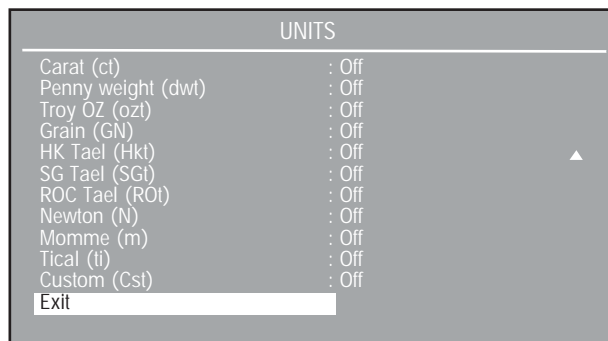 UNITS
Carat (ct) : Off
Penny weight (dwt) : Off
Troy OZ (ozt) : Off
Grain (GN) : Off
HK Tael (Hkt) : Off
SG Tael (SGt) : Off
ROC Tael (ROt) : Off
Newton (N) : Off
Momme (m) : Off
Tical (ti) : Off
Custom (Cst) : Off
Exit